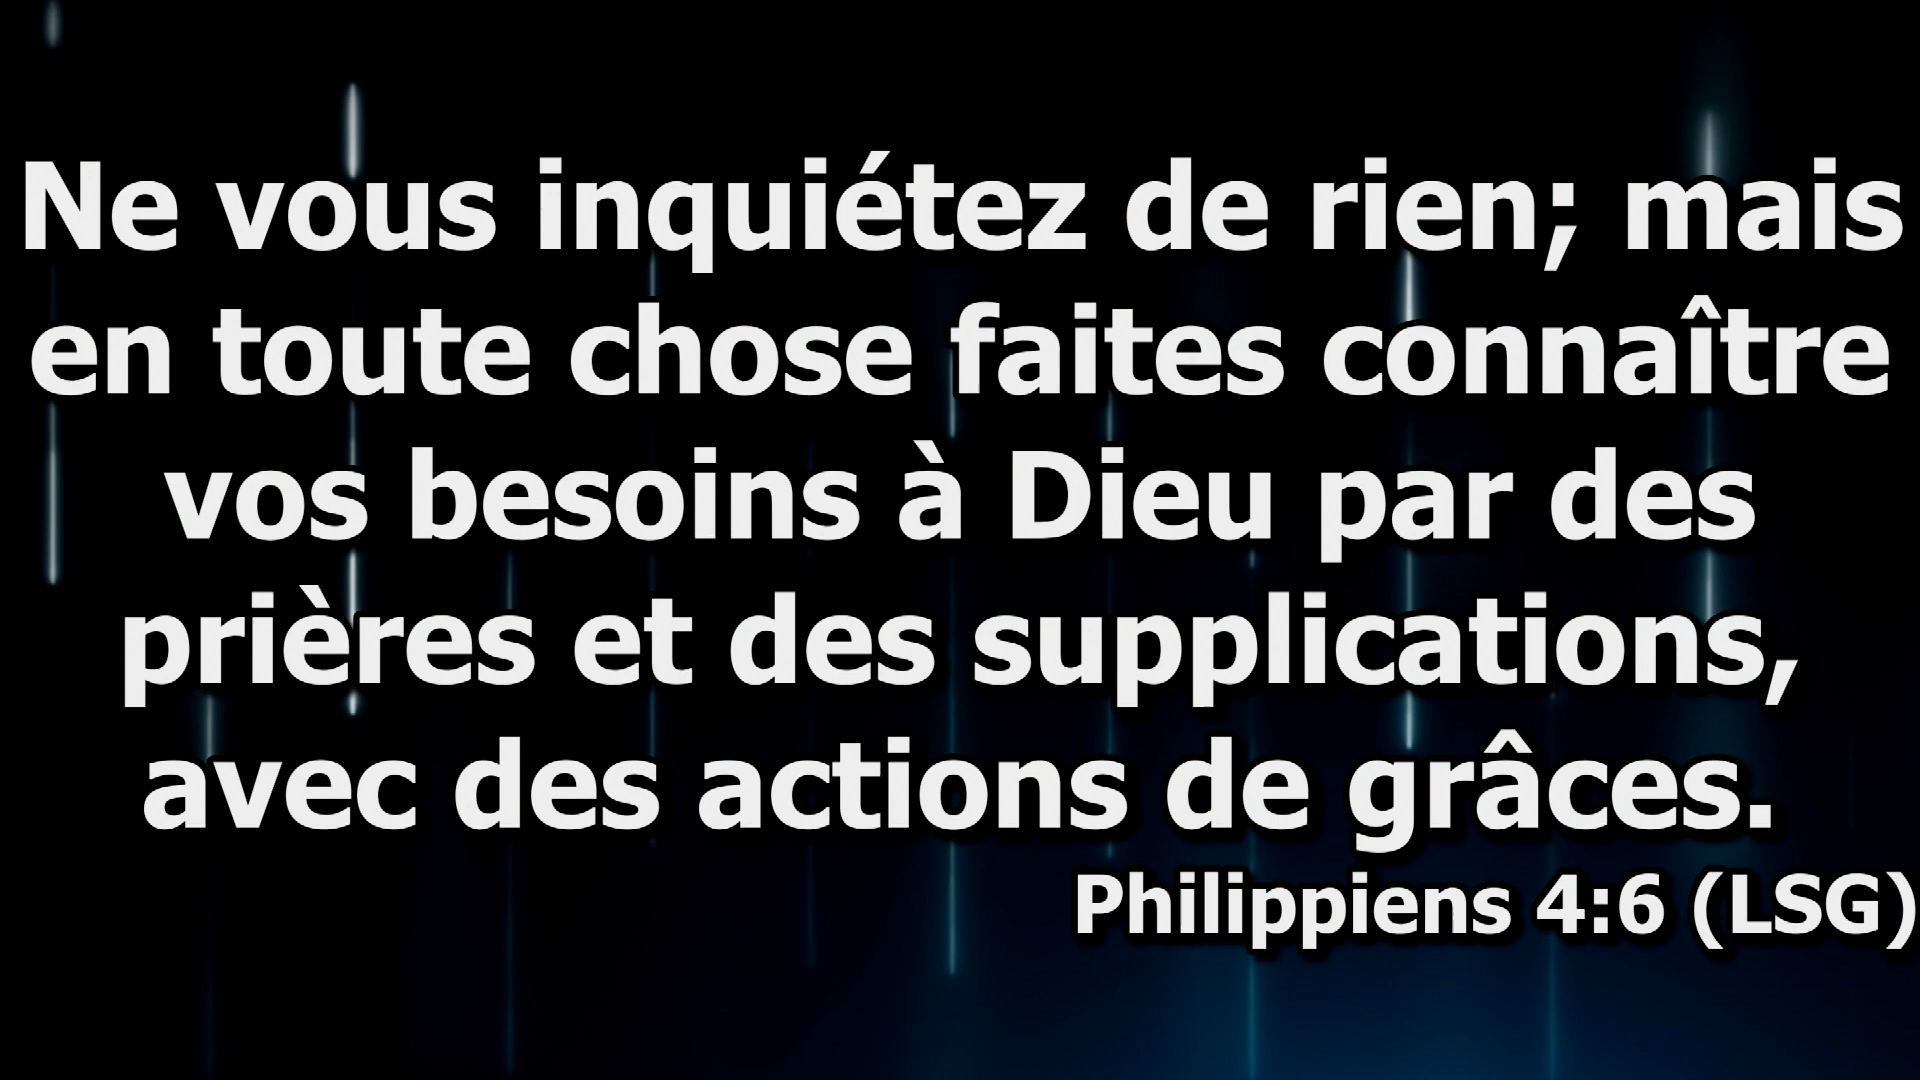 Ne vous inquiétez de rien; mais
en toute chose faites connaître
vos besoins à Dieu par des
prières et des supplications,
avec des actions de grâces.
Philippiens 4:6 (LSG)